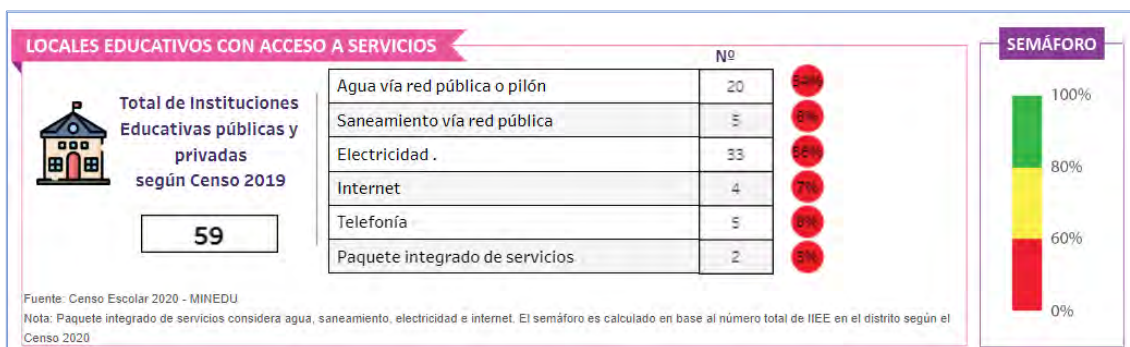 LOCALES EDUCATIVOS CON ACCESO A SERVICIOS
Nº
Total de Instituciones
Educativas públicas y
privadas
según Censo 2019
59
Agua vía red pública o pilón 20
Saneamiento vía red pública 5 8%
Electricidad . 33 56%
Internet 4 7%
Telefonía 5 8%
Paquete integrado de servicios 2 3%
Fuente: Censo Escolar 2020 - MINEDU
Nota: Paquete integrado de servicios considera agua, saneamiento, electricidad e internet. El semáforo es calculado en base al número total de IIEE en el distrito según el
Censo 2020
SEMÁFORO
100%
80%
60%
0%